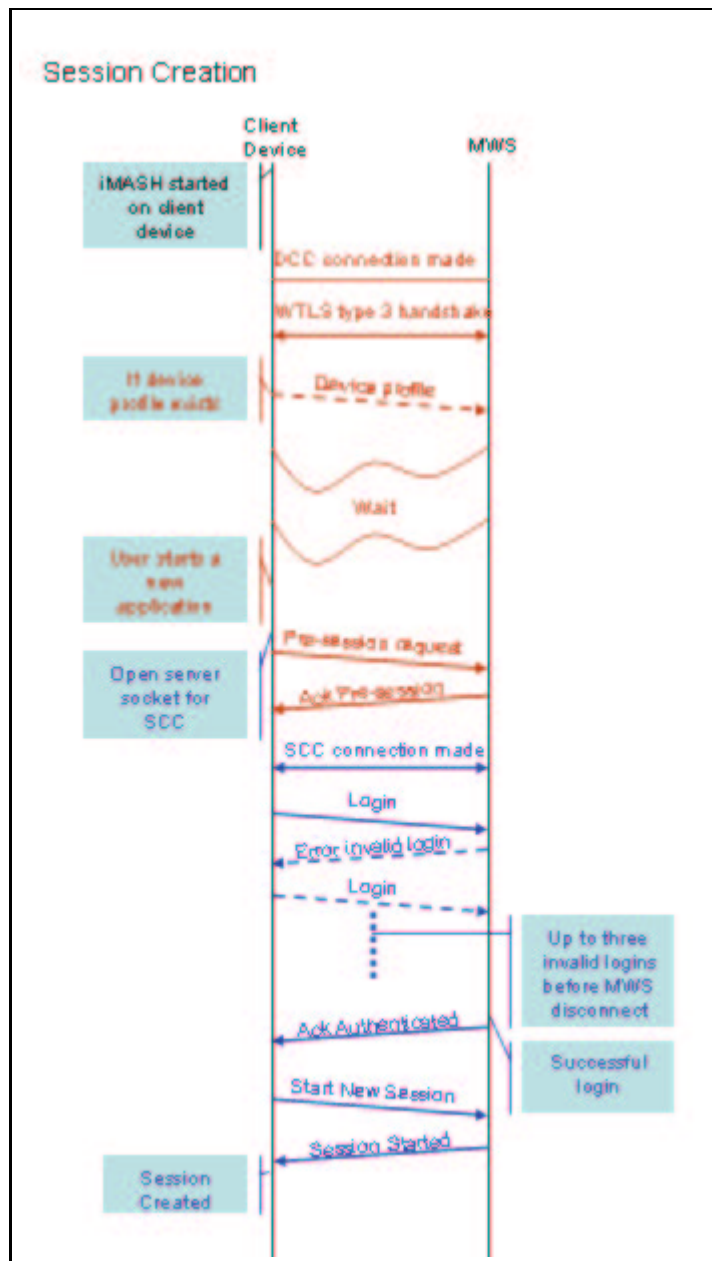 Session Creation
Client
Device
MWS
iMASH started
on client
device
DCC connection made
WTLS type 3 handshake
If device
profile exists
Device profile
Wait
User starts a
new
application
Pre-session request
Open server
socket for
SCC
Ack Pre-session
SCC connection made
Login
Error invalid login
Login
Up to three
invalid logins
before MWS
disconnect
Ack Authenticated
Successful
login
Start New Session
Session Started
Session
Created